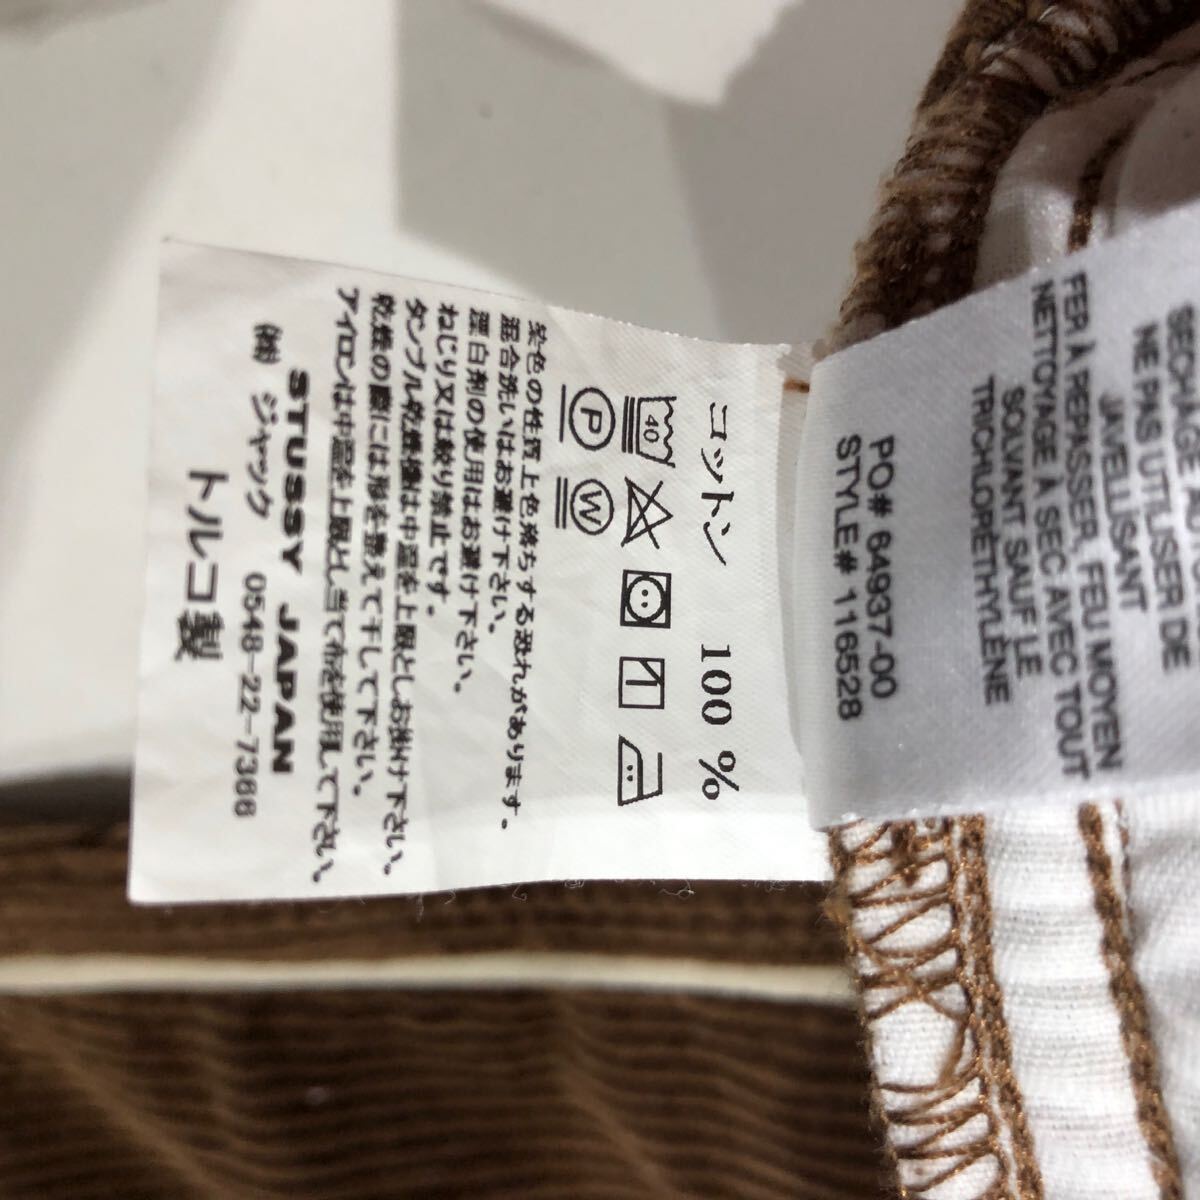 SECHAGE
NE PAS UTILISER DE
JAVELLISANT
FER À REPASSER, FEU MOYEN
NETTOYAGE À SEC AVEC TOUT
SOLVANT SAUF LE
TRICHLORÉTHYLÈNE
PO# 64937-00
STYLE# 116528
コットン 100 %
40
P W
染色の性質上色落ちする恐れがあります。
混合洗いはお避け下さい。
漂白剤の使用はお避け下さい。
ねじり又は絞り禁止です。
タンブル乾燥機は中温を上限としお掛け下さい。
乾燥の際には形を整えて干して下さい。
アイロンは中温を上限とし当て布を使用して下さい。
STUSSY JAPAN
㈱ ジャック 0548-22-7366
トルコ製